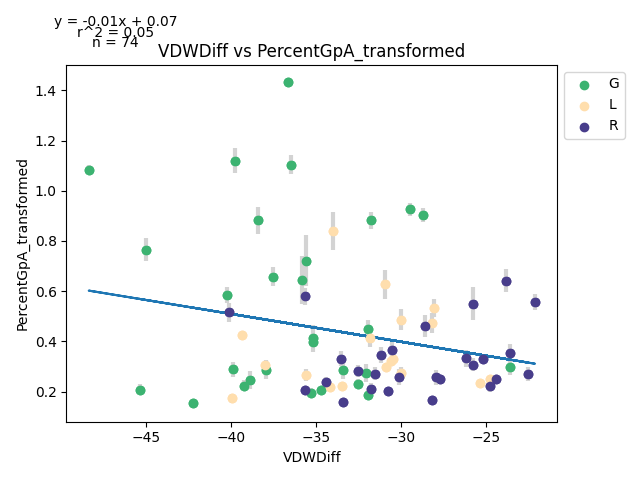 y = -0.01x + 0.07
r^2 = 0.05
n = 74
VDWDiff vs PercentGpA_transformed
G
L
R
PercentGpA_transformed
1.4
1.2
1.0
0.8
0.6
0.4
0.2
−45
−40
−35
−30
−25
VDWDiff